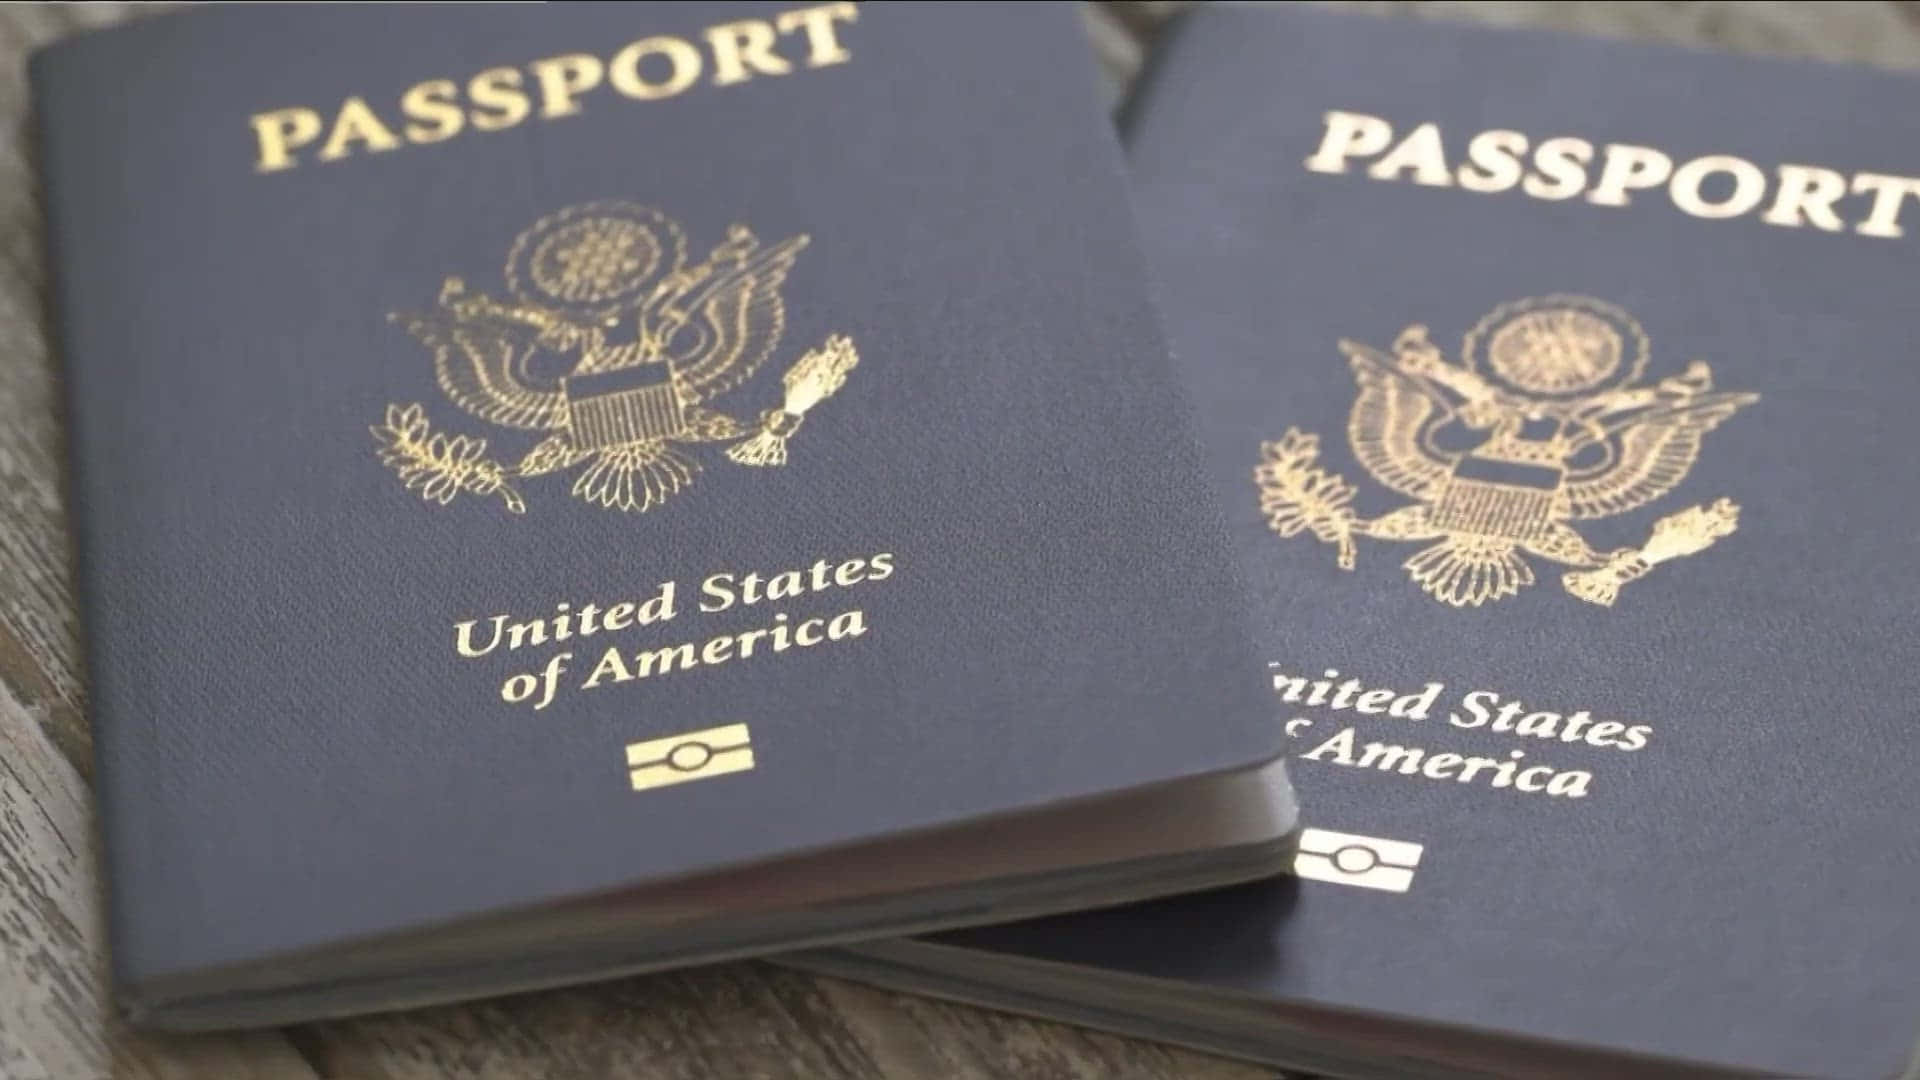 PASSPORT
United States
of America
PASSPORT
nited States
America